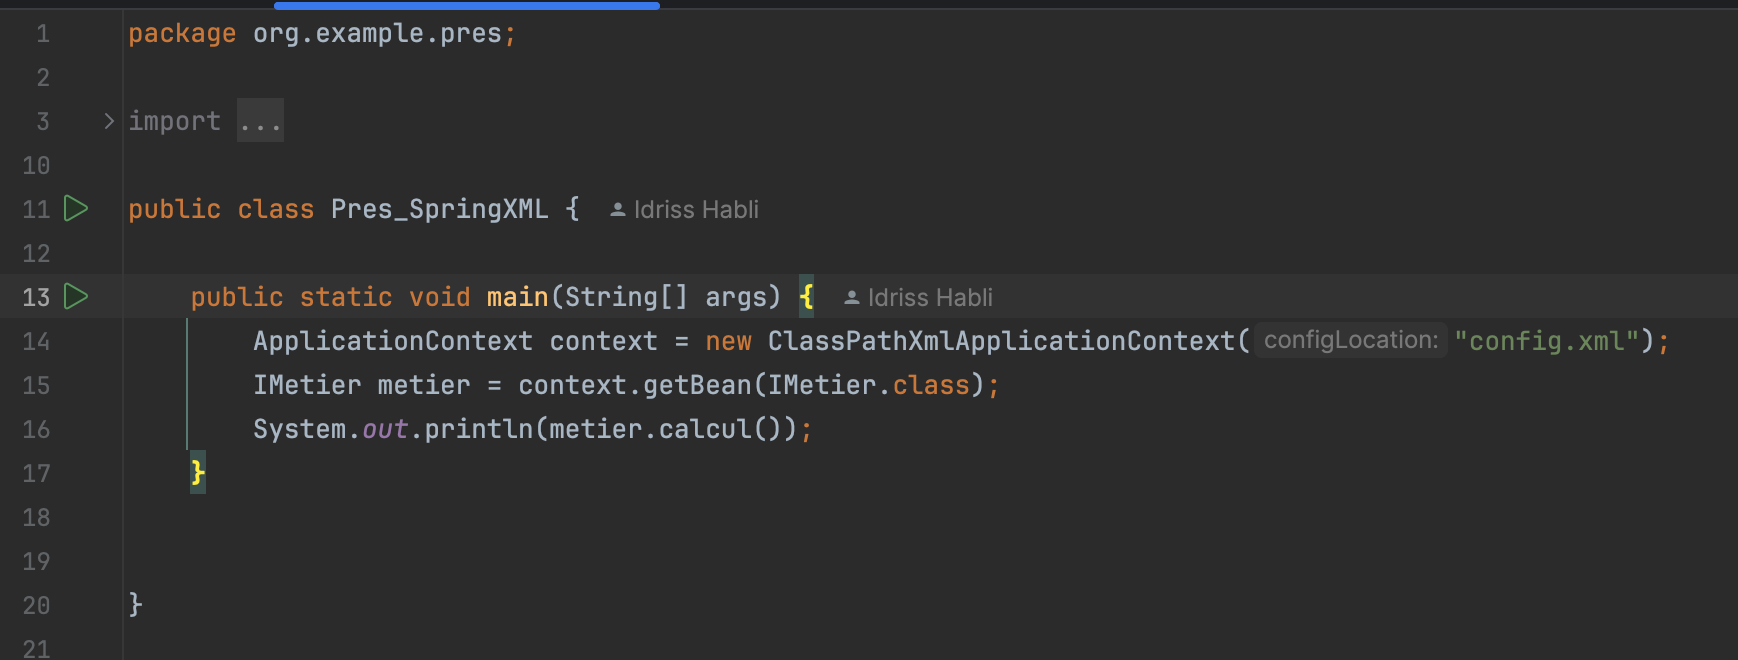 1 package org.example.pres;
2
3 import ...
10
11 public class Pres_SpringXML { Idriss Habli
12
13 public static void main(String[] args) { Idriss Habli
14 ApplicationContext context = new ClassPathXmlApplicationContext( configLocation: "config.xml");
15 IMetier metier = context.getBean(IMetier.class);
16 System.out.println(metier.calcul());
17 }
18
19
20 }
21